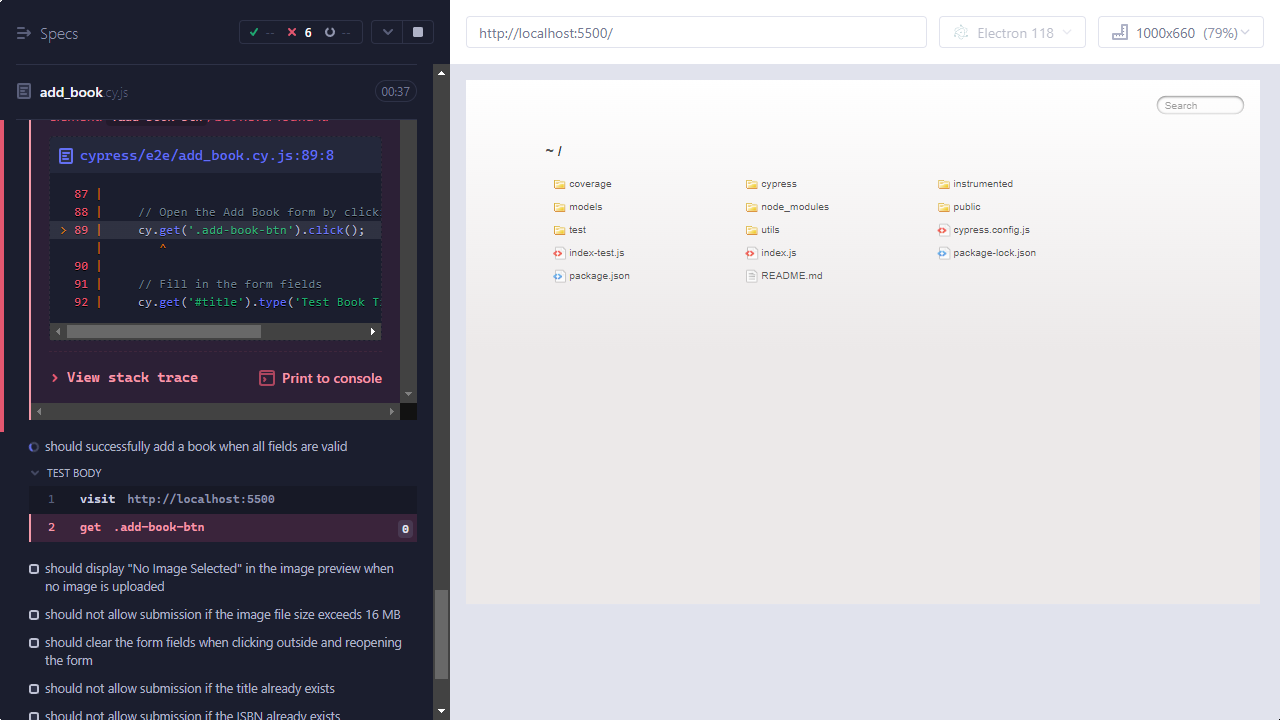 Specs
-- 6 --
add_book.cy.js 00:37
cypress/e2e/add_book.cy.js:89:8
87 |
88 | // Open the Add Book form by click
> 89 | cy.get('.add-book-btn').click();
| ^
90 |
91 | // Fill in the form fields
92 | cy.get('#title').type('Test Book T
View stack trace Print to console
should successfully add a book when all fields are valid
TEST BODY
1 visit http://localhost:5500
2 get .add-book-btn 0
should display "No Image Selected" in the image preview when
no image is uploaded
should not allow submission if the image file size exceeds 16 MB
should clear the form fields when clicking outside and reopening
the form
should not allow submission if the title already exists
should not allow submission if the ISBN already exists
http://localhost:5500/ Electron 118 1000x660 (79%)
Search
~ /
coverage cypress instrumented
models node_modules public
test utils cypress.config.js
index-test.js index.js package-lock.json
package.json README.md